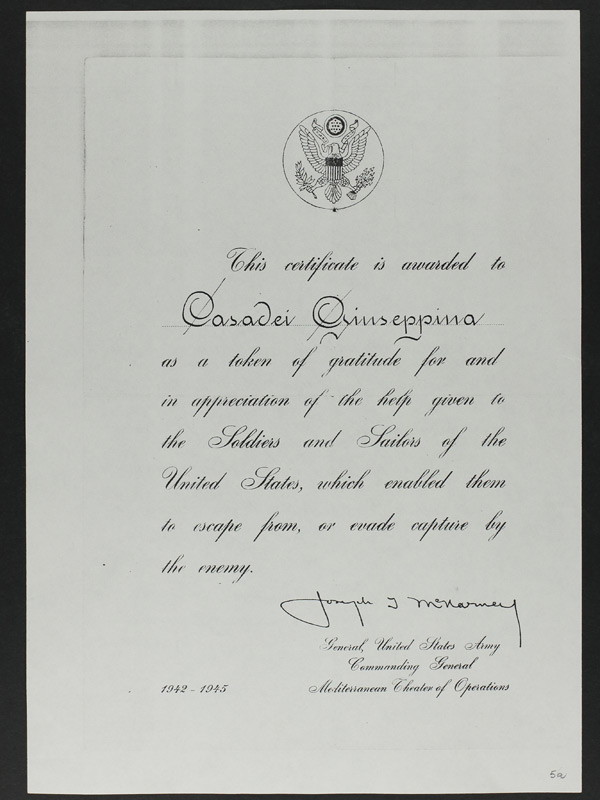 This certificate is awarded to
Casadei Giuseppina
as a token of gratitude for and
in appreciation of the help given to
the Soldiers and Sailors of the
United States, which enabled them
to escape from, or evade capture by
the enemy.
Joseph T McNarney
General, United States Army
Commanding General
1942-1945 Mediterranean Theater of Operations
5a